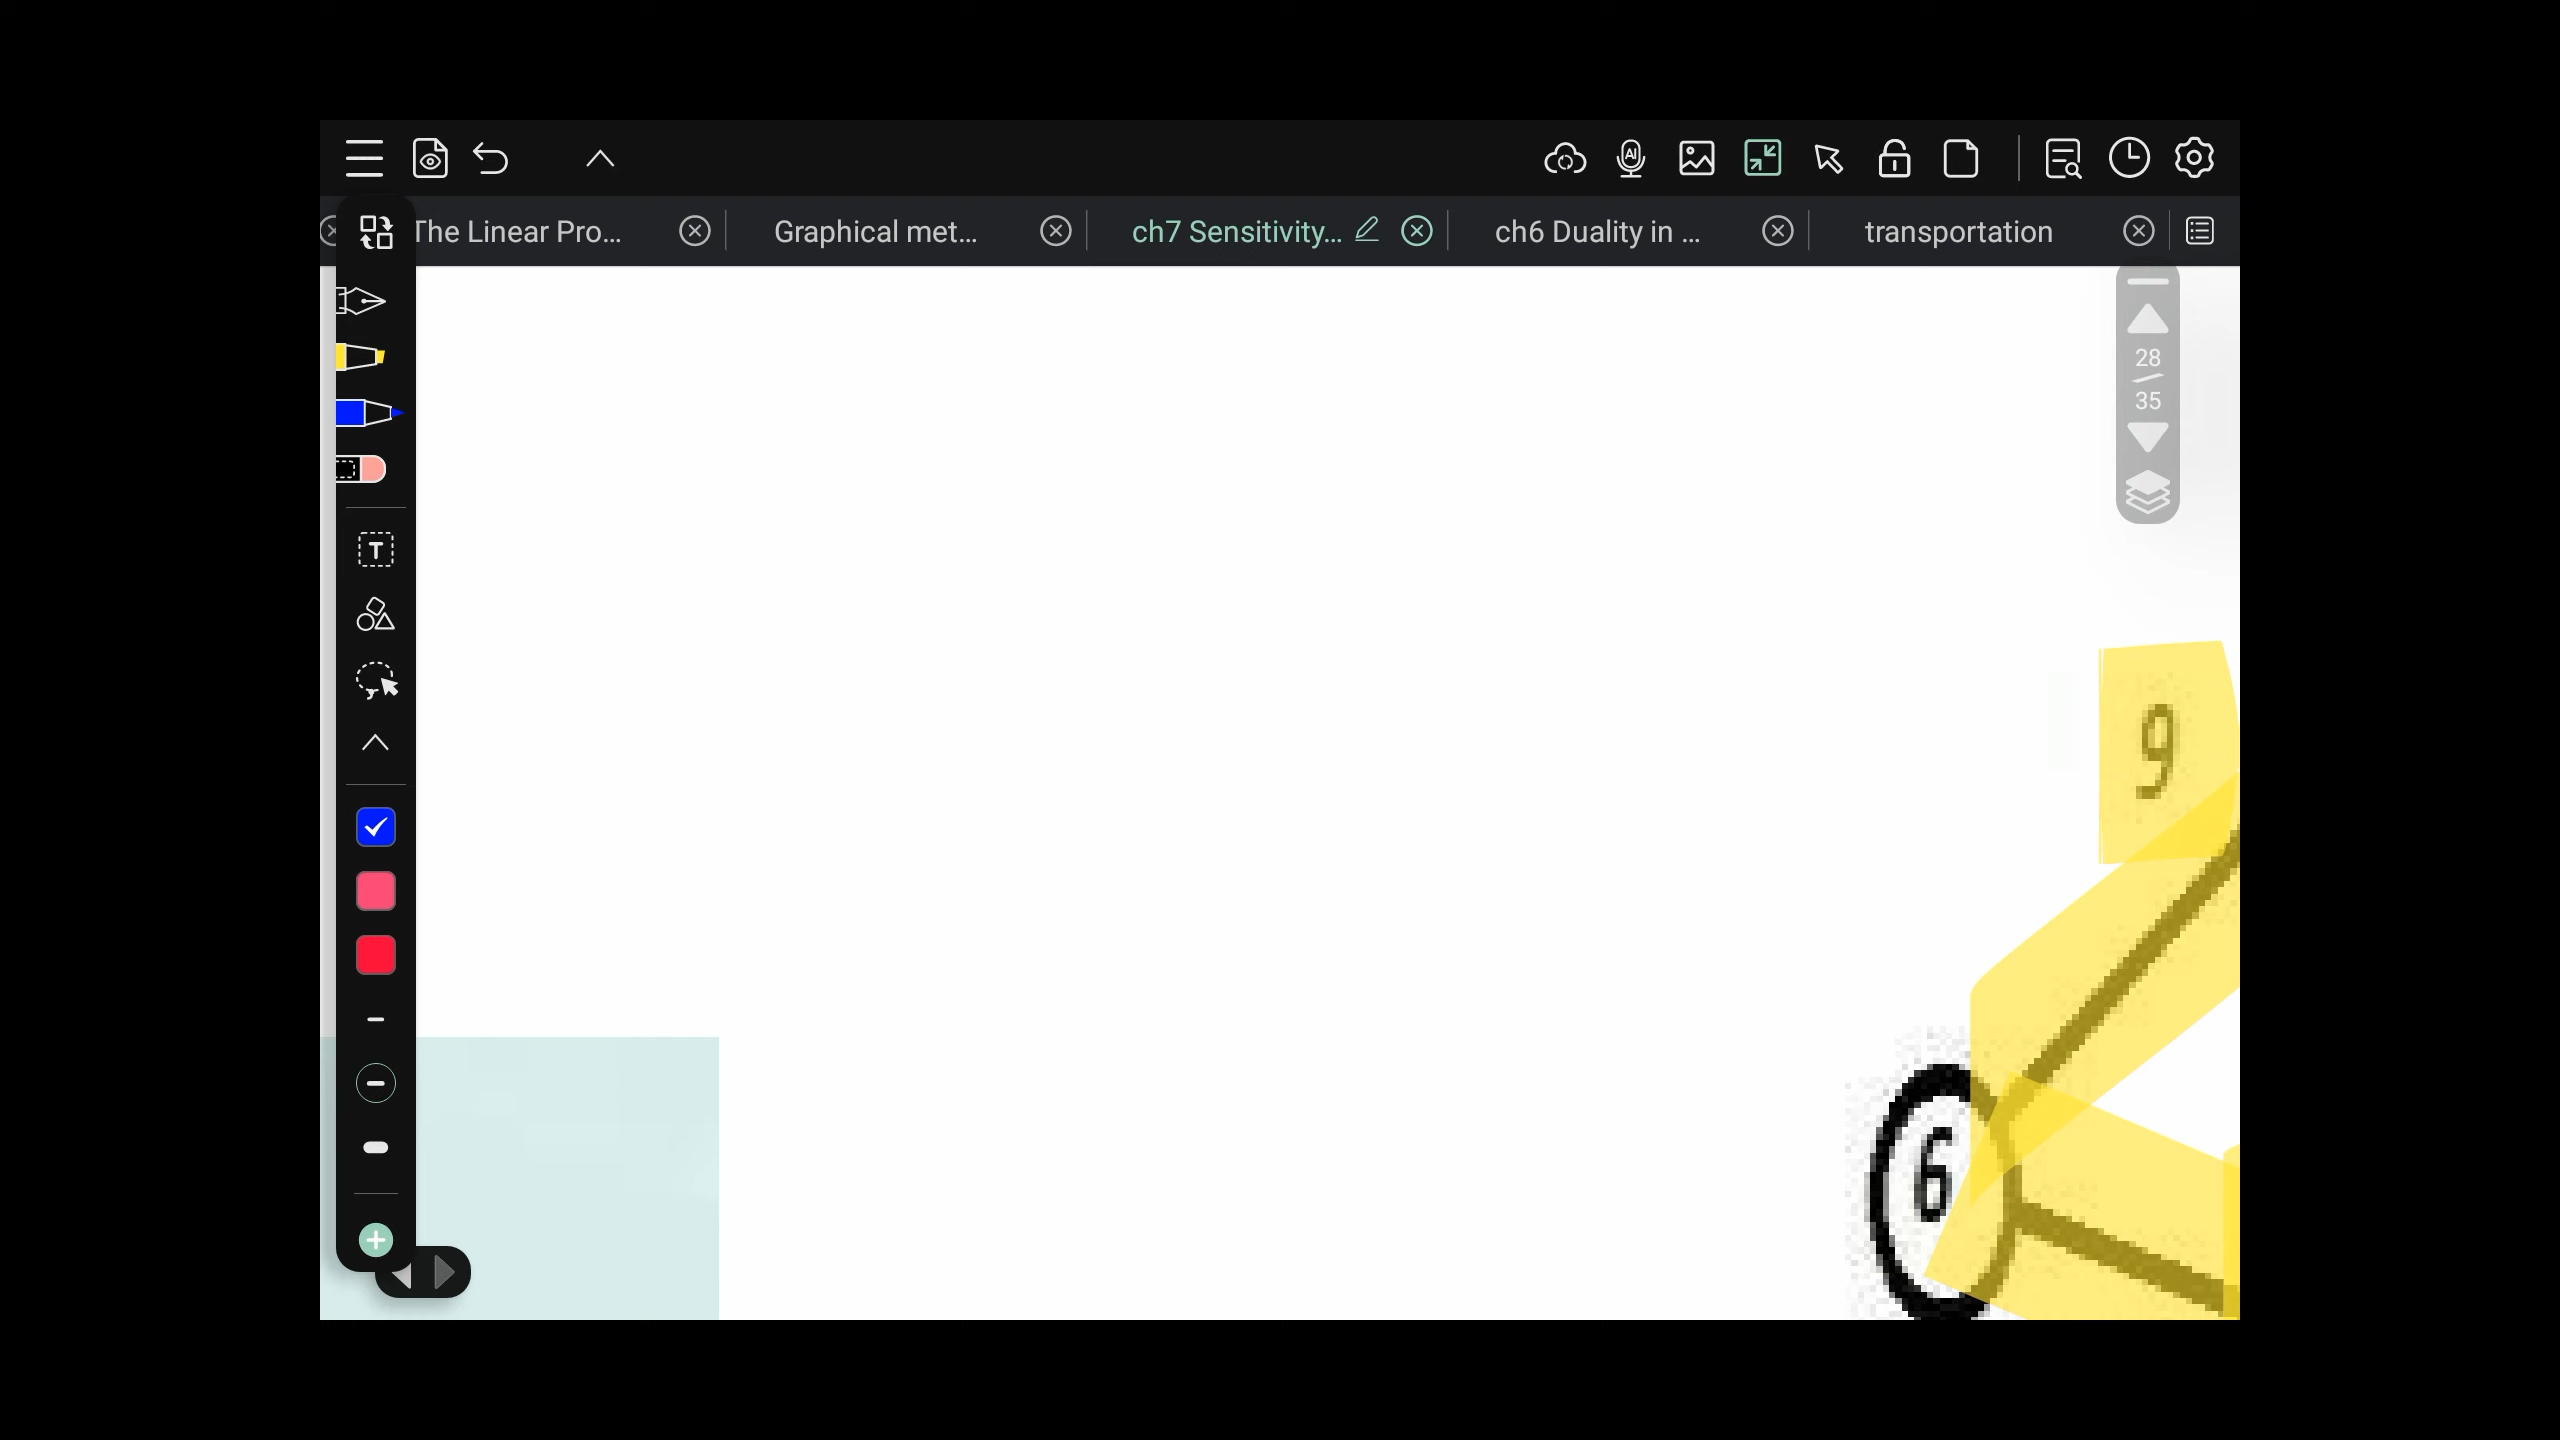 The Linear Pro... Graphical met... ch7 Sensitivity... ch6 Duality in ... transportation
28
35
T
9
6